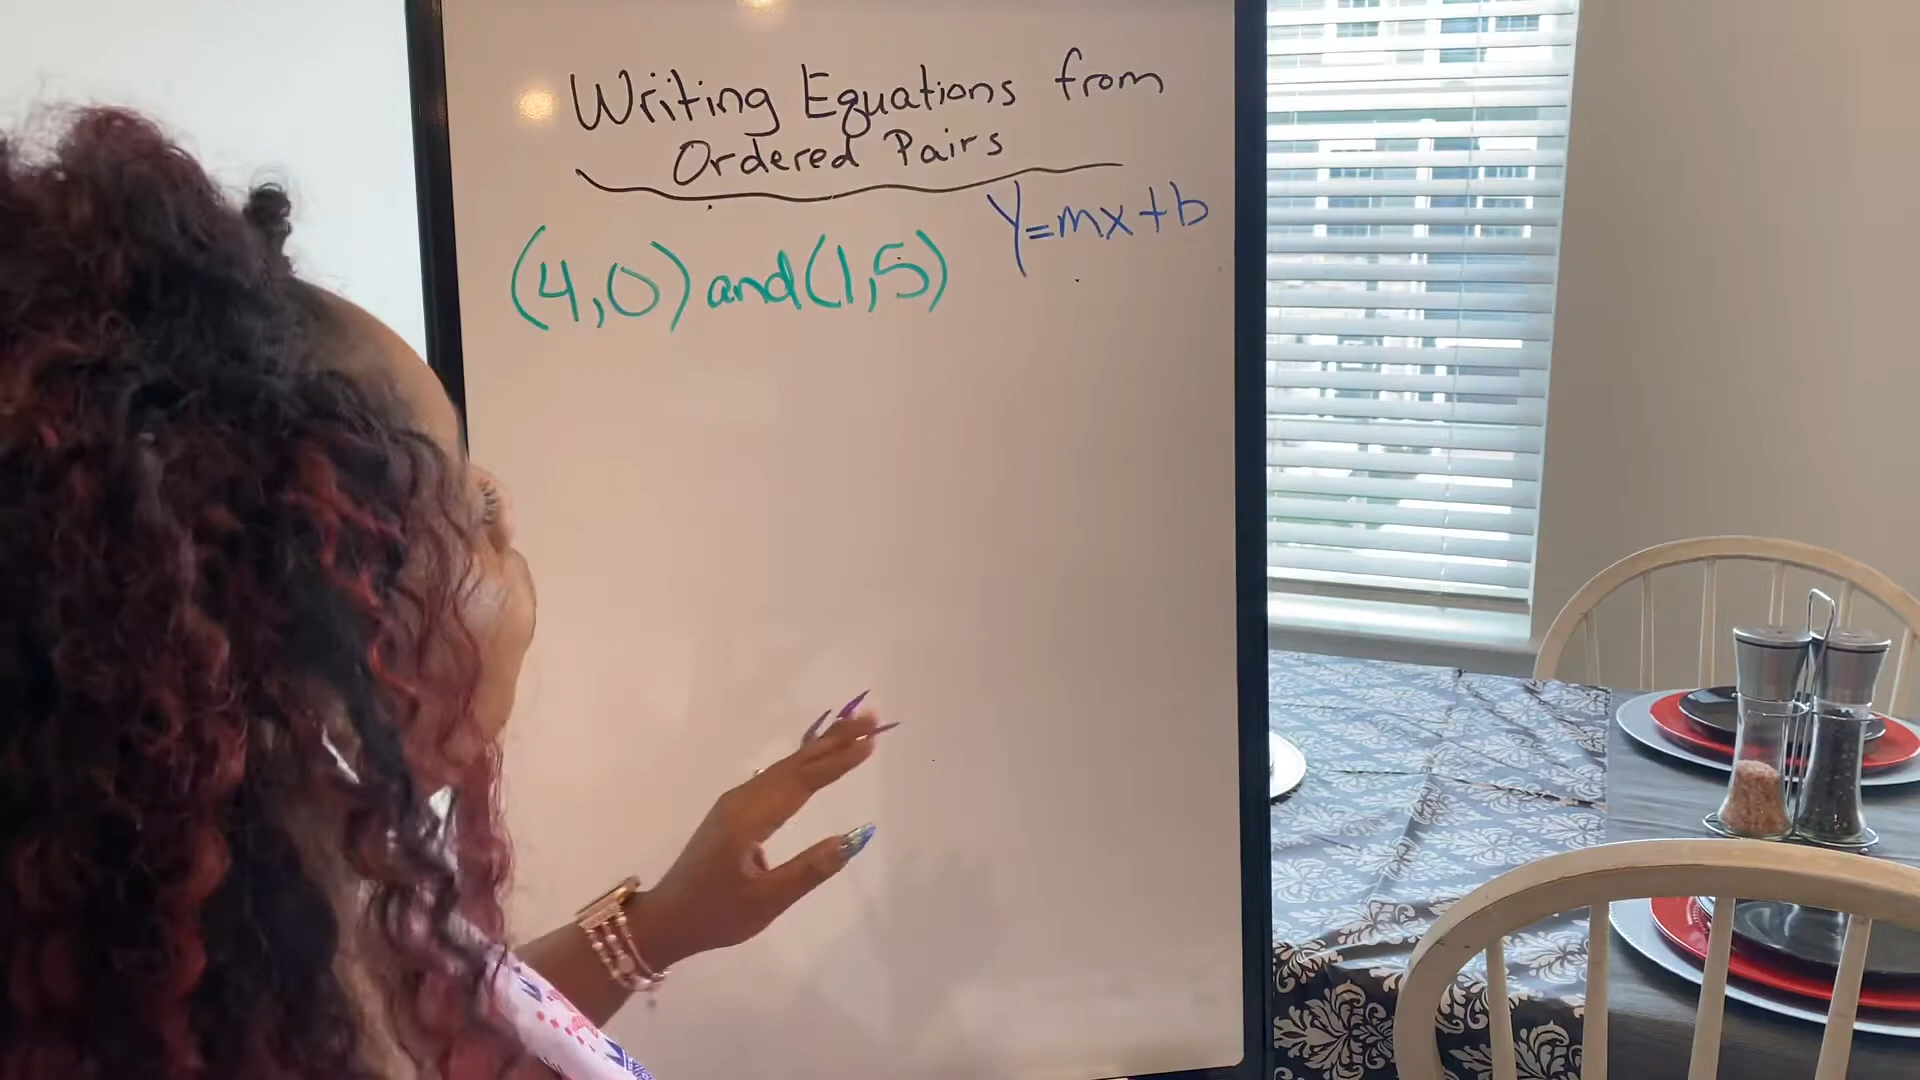 Writing Equations from
Ordered Pairs
y=mx+b
(4,0) and (1,5)